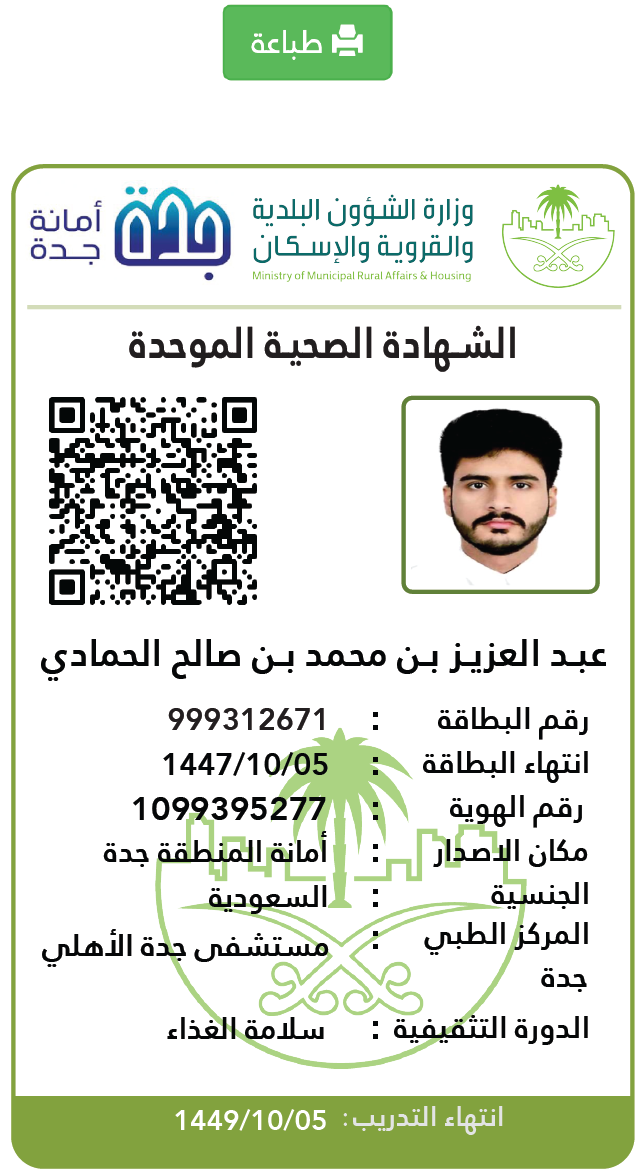 طباعة
أمانة جدة
جدة
وزارة الشؤون البلدية
والقروية والإسكان
Ministry of Municipal Rural Affairs & Housing
الشهادة الصحية الموحدة
عبد العزيز بن محمد بن صالح الحمادي
رقم البطاقة : 999312671
انتهاء البطاقة : 1447/10/05
رقم الهوية : 1099395277
مكان الاصدار : أمانة المنطقة جدة
الجنسية : السعودية
المركز الطبي : مستشفى جدة الأهلي
جدة
الدورة التثقيفية : سلامة الغذاء
انتهاء التدريب : 1449/10/05